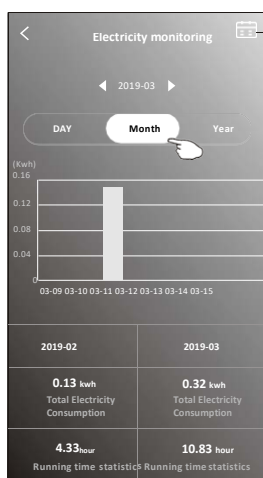 Electricity monitoring
2019-03
DAY Month Year
(Kwh)
0.16
0.12
0.08
0.04
0
03-09 03-10 03-11 03-12 03-13 03-14 03-15
2019-02 2019-03
0.13 kwh 0.32 kwh
Total Electricity Total Electricity
Consumption Consumption
4.33hour 10.83 hour
Running time statistics Running time statistics